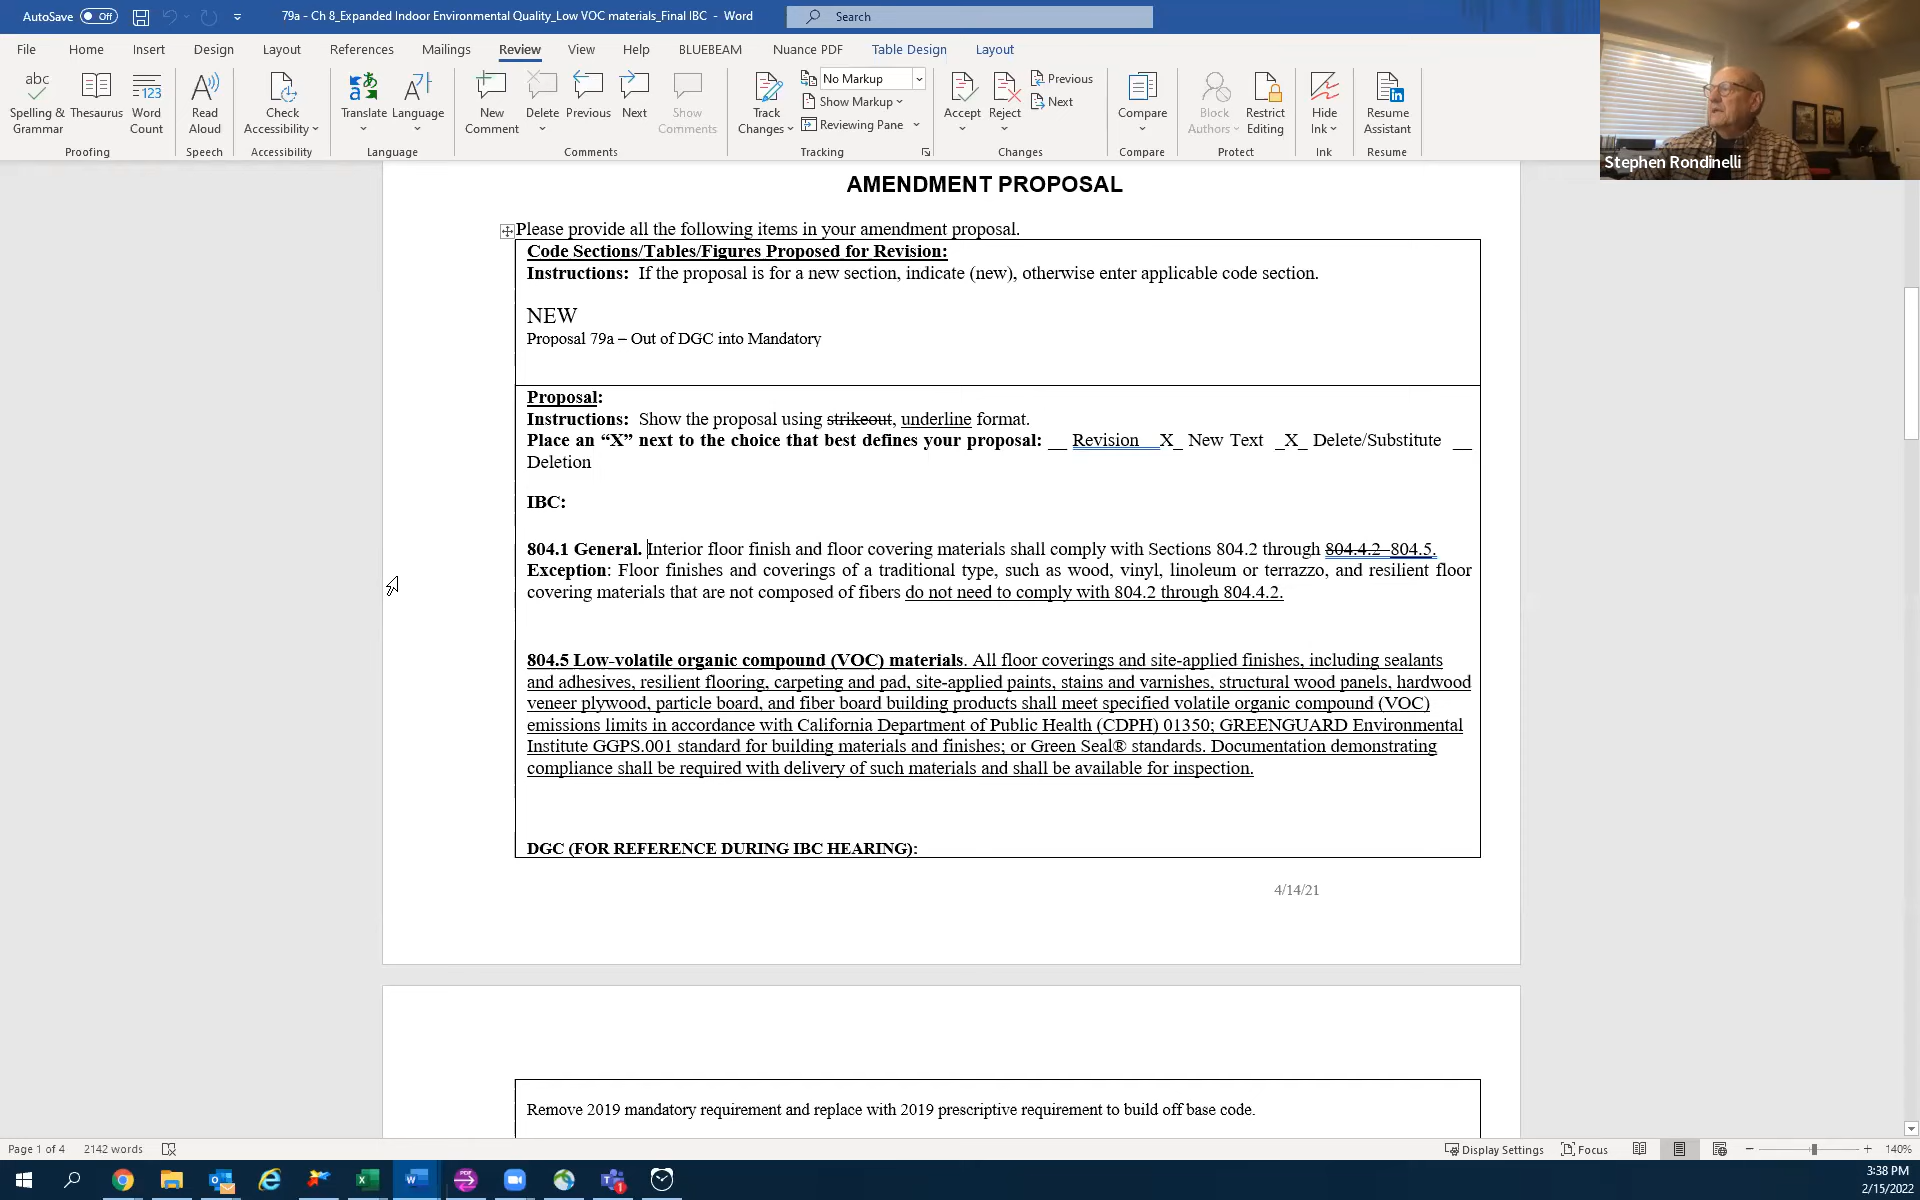 AutoSave Off 79a - Ch 8_Expanded Indoor Environmental Quality_Low VOC materials_Final IBC - Word Search
File Home Insert Design Layout References Mailings Review View Help BLUEBEAM Nuance PDF Table Design Layout
abc Spelling & Grammar
Thesaurus
123 Word Count
Read Aloud
Check Accessibility
Translate
Language
New Comment
Delete
Previous
Next
Show Comments
Track Changes
No Markup
Show Markup
Reviewing Pane
Accept
Reject
Previous
Next
Compare
Block Authors
Restrict Editing
Hide Ink
Resume Assistant
Proofing Speech Accessibility Language Comments Tracking Changes Compare Protect Ink Resume
Stephen Rondinelli
AMENDMENT PROPOSAL
Please provide all the following items in your amendment proposal.
Code Sections/Tables/Figures Proposed for Revision:
Instructions: If the proposal is for a new section, indicate (new), otherwise enter applicable code section.
NEW
Proposal 79a – Out of DGC into Mandatory
Proposal:
Instructions: Show the proposal using strikeout, underline format.
Place an “X” next to the choice that best defines your proposal: __ Revision__X_ New Text _X_ Delete/Substitute __
Deletion
IBC:
804.1 General. Interior floor finish and floor covering materials shall comply with Sections 804.2 through 804.4.2 804.5.
Exception: Floor finishes and coverings of a traditional type, such as wood, vinyl, linoleum or terrazzo, and resilient floor
covering materials that are not composed of fibers do not need to comply with 804.2 through 804.4.2.
804.5 Low-volatile organic compound (VOC) materials. All floor coverings and site-applied finishes, including sealants
and adhesives, resilient flooring, carpeting and pad, site-applied paints, stains and varnishes, structural wood panels, hardwood
veneer plywood, particle board, and fiber board building products shall meet specified volatile organic compound (VOC)
emissions limits in accordance with California Department of Public Health (CDPH) 01350; GREENGUARD Environmental
Institute GGPS.001 standard for building materials and finishes; or Green Seal® standards. Documentation demonstrating
compliance shall be required with delivery of such materials and shall be available for inspection.
DGC (FOR REFERENCE DURING IBC HEARING):
4/14/21
Remove 2019 mandatory requirement and replace with 2019 prescriptive requirement to build off base code.
Page 1 of 4 2142 words Display Settings Focus 140%
3:38 PM
2/15/2022